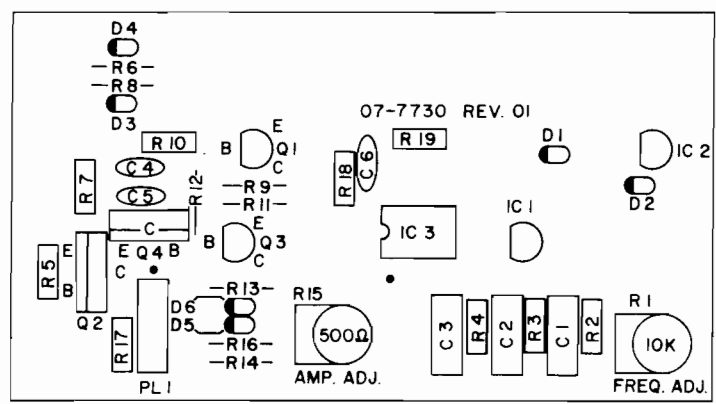 D4
R6
R8
D3
07-7730 REV. 01
R10
B E Q1 C
R19
D1
IC 2
R7
C4
C5
R12
R9
R11
R18
C6
D2
IC 1
C
E Q4 B
B E Q3 C
IC 3
R5
E
B
C
Q2
R17
PL 1
R13
D6
D5
R16
R14
R15
500Ω
AMP. ADJ.
C3
R4
C2
R3
C1
R2
R1
10K
FREQ. ADJ.